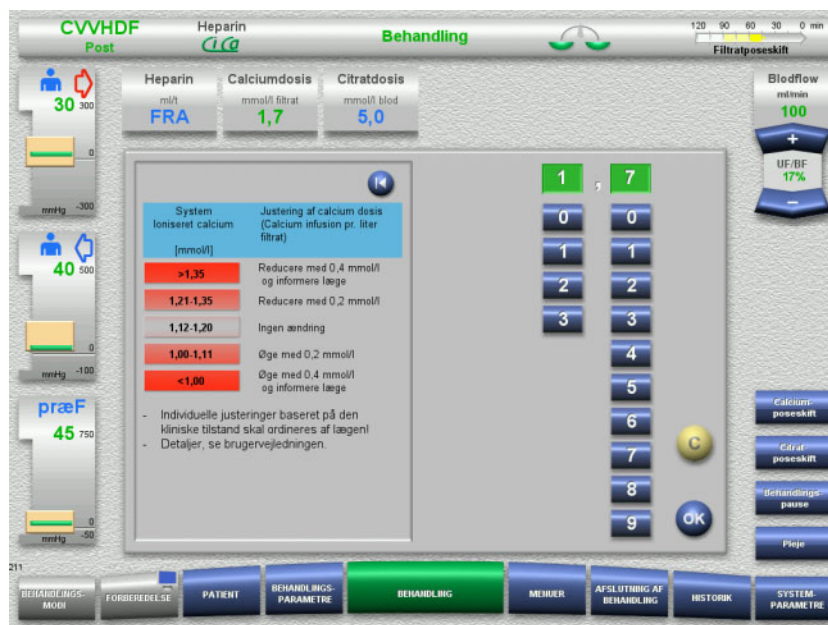 CVVHDF
Post
Heparin
CiCa
Behandling
120 90 60 30 0 min
Filtratposeskift
30 300
0
mmHg -300
40 500
0
mmHg -100
præF
45 750
0
mmHg -50
Heparin
ml/t
FRA
Calciumdosis
mmol/l filtrat
1,7
Citratdosis
mmol/l blod
5,0
Blodflow
ml/min
100
+
UF/BF
17%
−
System
Ioniseret calcium
[mmol/l]
Justering af calcium dosis
(Calcium infusion pr. liter
filtrat)
>1,35
Reducere med 0,4 mmol/l
og informere læge
1,21-1,35
Reducere med 0,2 mmol/l
1,12-1,20
Ingen ændring
1,00-1,11
Øge med 0,2 mmol/l
<1,00
Øge med 0,4 mmol/l
og informere læge
- Individuelle justeringer baseret på den
kliniske tilstand skal ordineres af lægen!
- Detaljer, se brugervejledningen.
1 , 7
0 0
1 1
2 2
3 3
4
5
6
7
8
9
C
OK
Calcium-
poseskift
Citrat-
poseskift
Behandlings-
pause
Pleje
211
BEHANDLINGS-
MODI
FORBEREDELSE
PATIENT
BEHANDLINGS-
PARAMETRE
BEHANDLING
MENUER
AFSLUTNING AF
BEHANDLING
HISTORIK
SYSTEM-
PARAMETRE